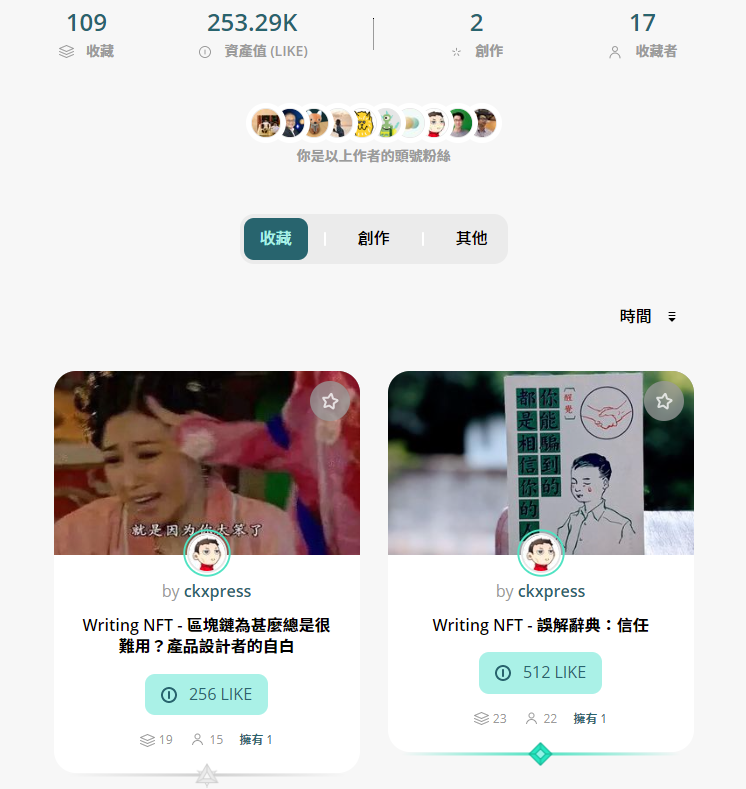 109
253.29K
2
17
收藏
資產值 (LIKE)
創作
收藏者
你是以上作者的頭號粉絲
收藏
創作
其他
時間
就是因为你太笨了
by ckxpress
Writing NFT - 區塊鏈為甚麼總是很
難用？產品設計者的自白
256 LIKE
19
15
擁有 1
醒覺
你能騙到的
都是相信你的人
by ckxpress
Writing NFT - 誤解辭典：信任
512 LIKE
23
22
擁有 1